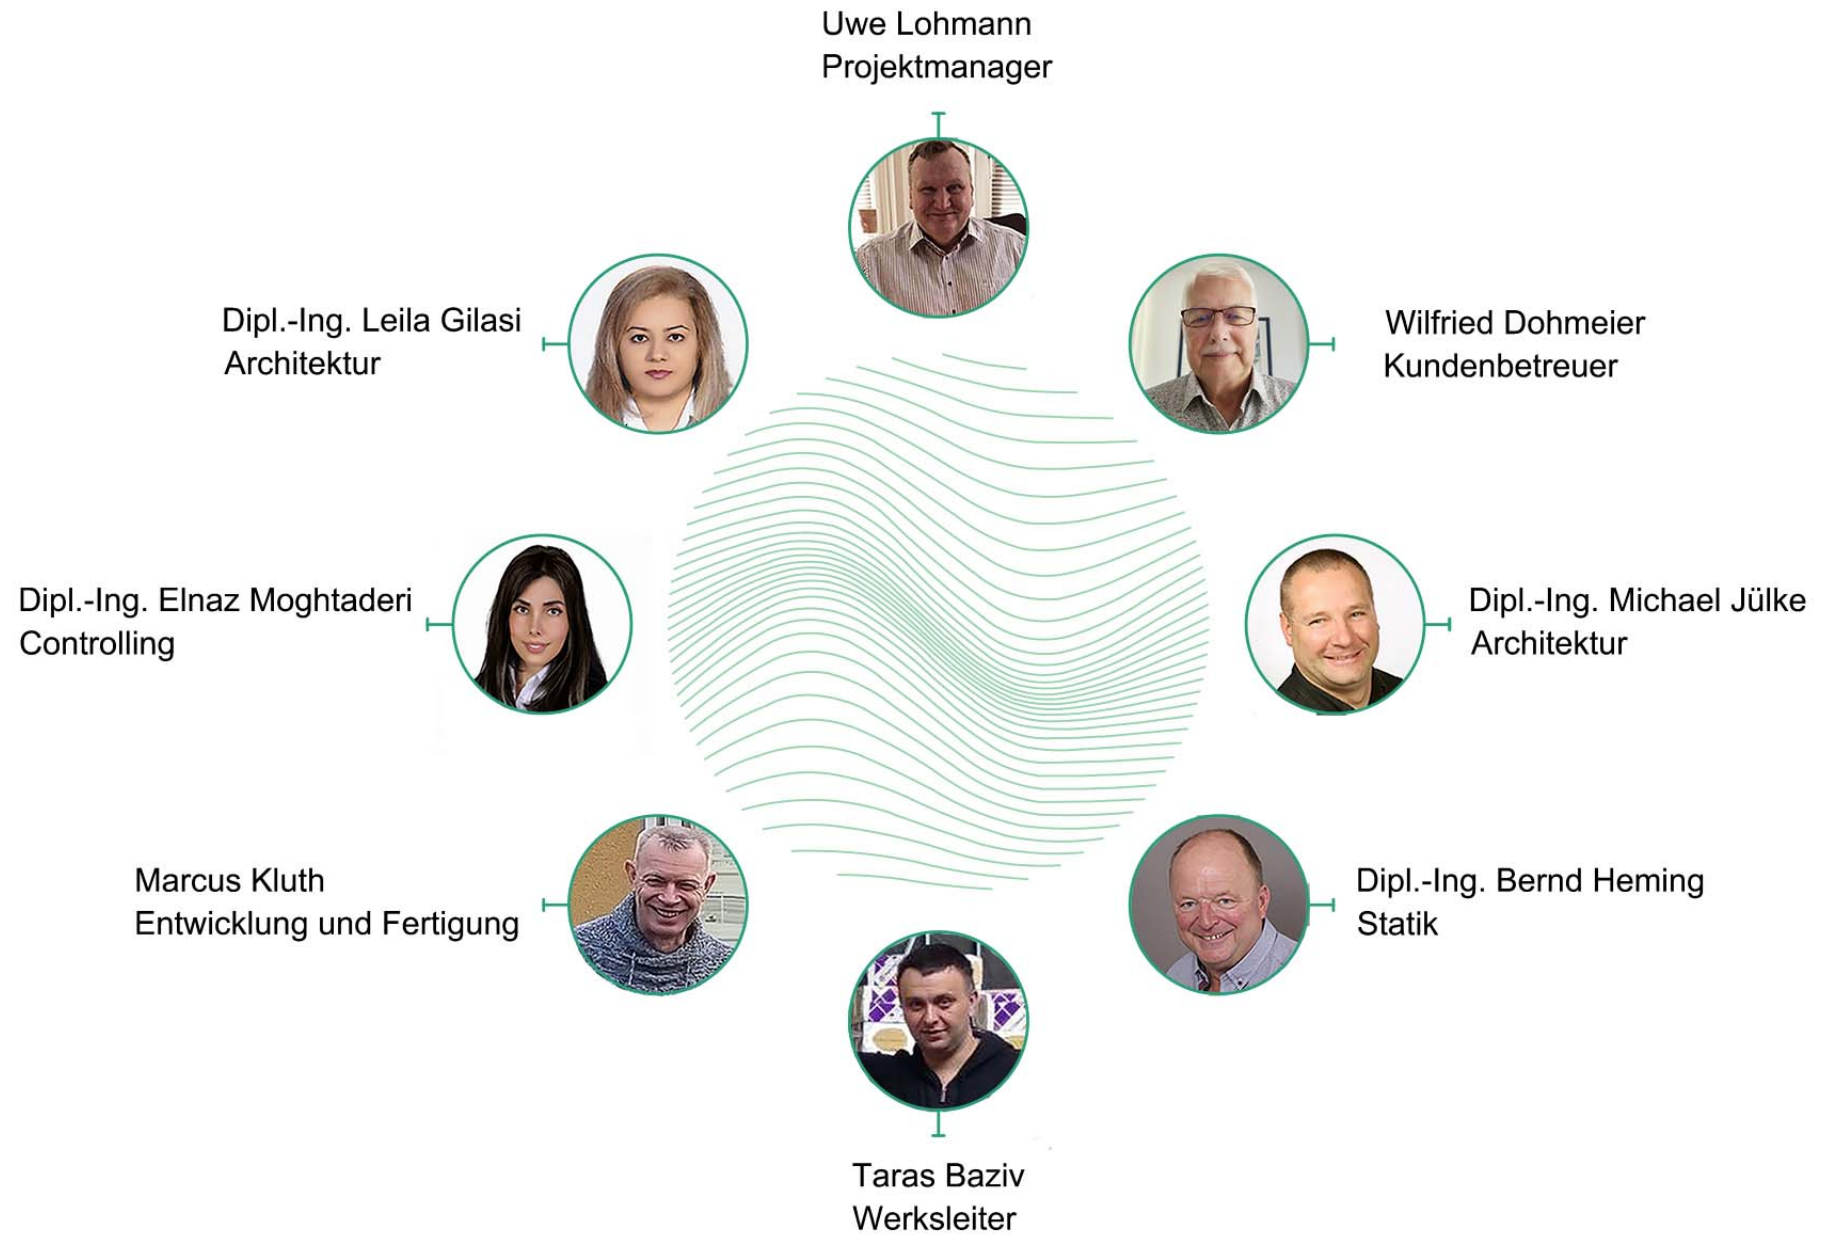 Uwe Lohmann
Projektmanager
Dipl.-Ing. Leila Gilasi
Architektur
Wilfried Dohmeier
Kundenbetreuer
Dipl.-Ing. Elnaz Moghtaderi
Controlling
Dipl.-Ing. Michael Jülke
Architektur
Marcus Kluth
Entwicklung und Fertigung
Dipl.-Ing. Bernd Heming
Statik
Taras Baziv
Werksleiter